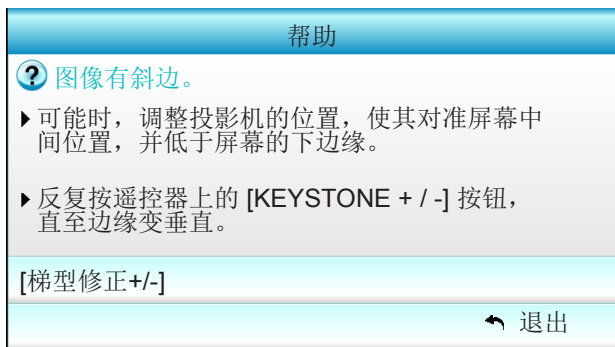 帮助
? 图像有斜边。
可能时，调整投影机的位置，使其对准屏幕中
间位置，并低于屏幕的下边缘。
反复按遥控器上的 [KEYSTONE + / -] 按钮，
直至边缘变垂直。
[梯型修正+/-]
退出